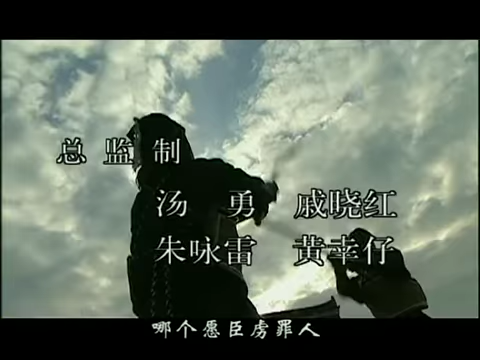 总监制
汤勇 戚晓红
朱咏雷 黄幸仔
哪个愿臣虏罪人